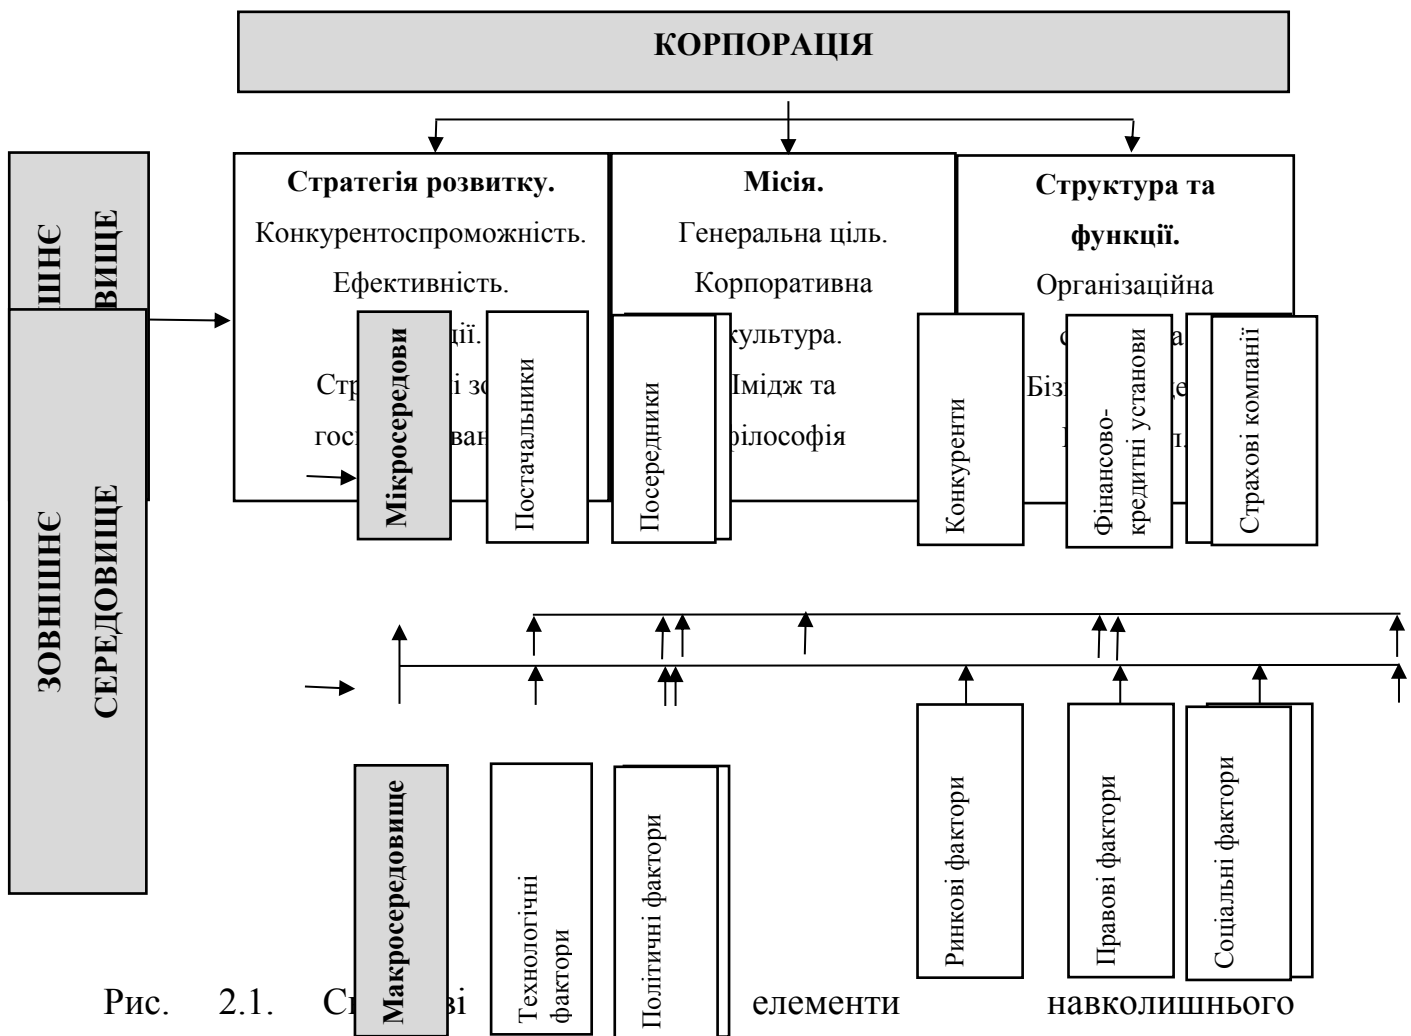 КОРПОРАЦІЯ
Стратегія розвитку.
Конкурентоспроможність.
Ефективність.
Місія.
Генеральна ціль.
Корпоративна
культура.
Імідж та
філософія
Структура та
функції.
Організаційна
ЗОВНІШНЄ
СЕРЕДОВИЩЕ
Мікросередови
Постачальники
Посередники
Конкуренти
Фінансово-
кредитні установи
Страхові компанії
Макросередовище
Технологічні
фактори
Політичні фактори
Ринкові фактори
Правові фактори
Соціальні фактори
Рис. 2.1. елементи навколишнього